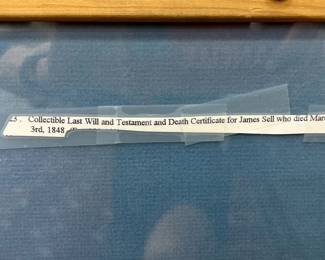 5. Collectible Last Will and Testament and Death Certificate for James Sell who died Marc
3rd, 1848